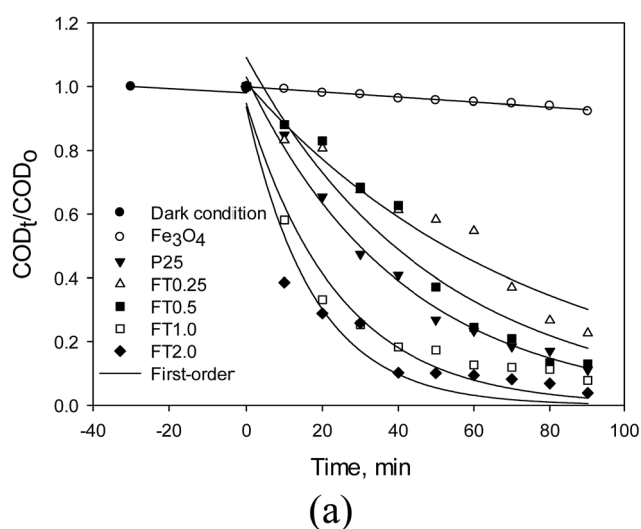 1.2
1.0
0.8
0.6
0.4
0.2
0.0
COD_t/COD_o
Dark condition
Fe₃O₄
P25
FT0.25
FT0.5
FT1.0
FT2.0
First-order
-40 -20 0 20 40 60 80 100
Time, min
(a)